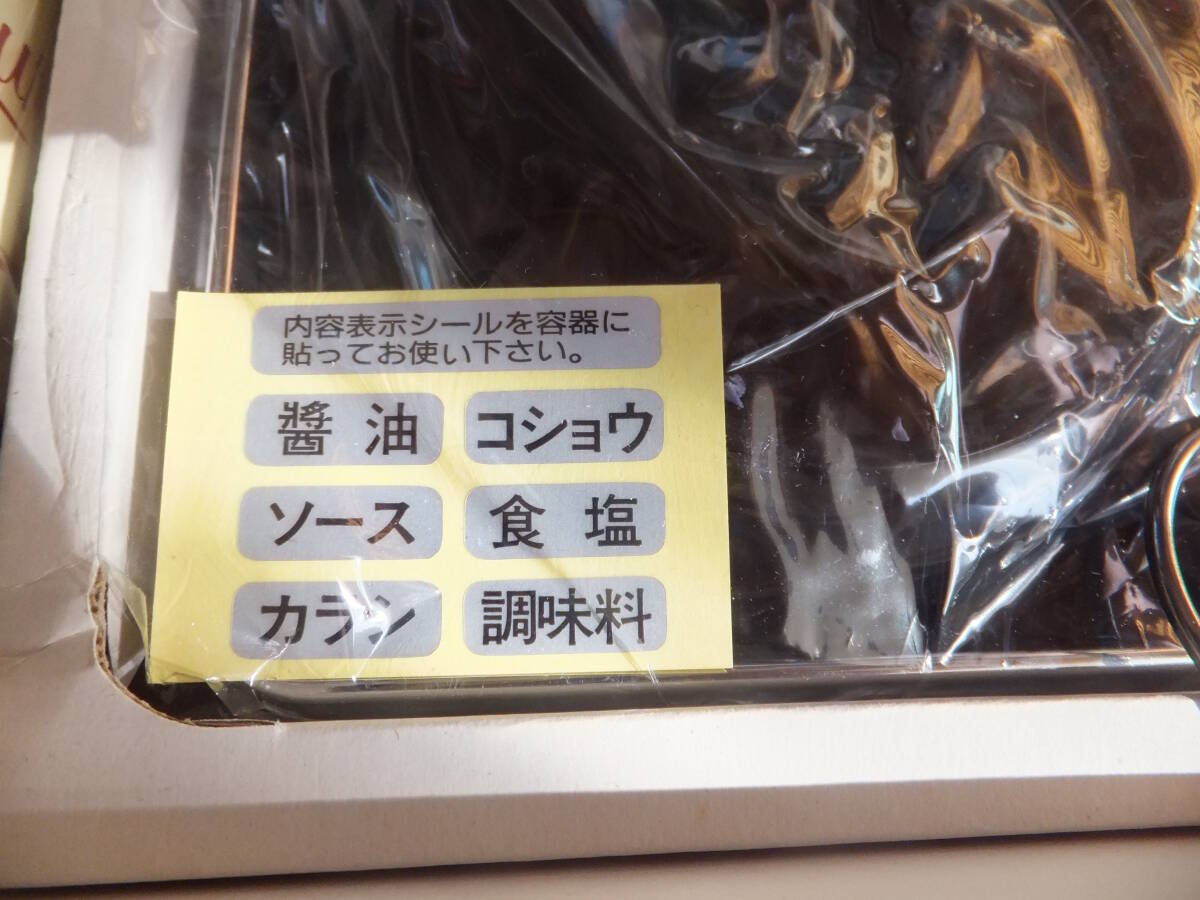 内容表示シールを容器に
貼ってお使い下さい。
醬油 コショウ
ソース 食塩
カラシ 調味料